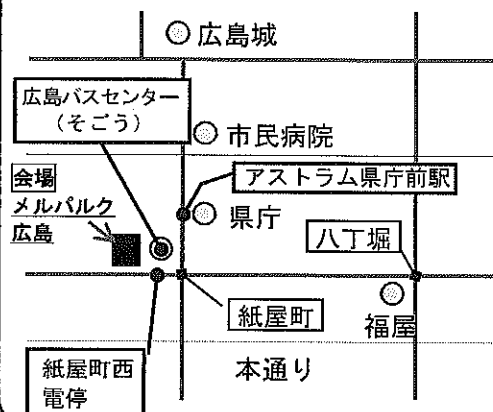 広島城
広島バスセンター
（そごう）
市民病院
会場
メルパルク
広島
アストラム県庁前駅
県庁
八丁堀
紙屋町
福屋
紙屋町西
電停
本通り